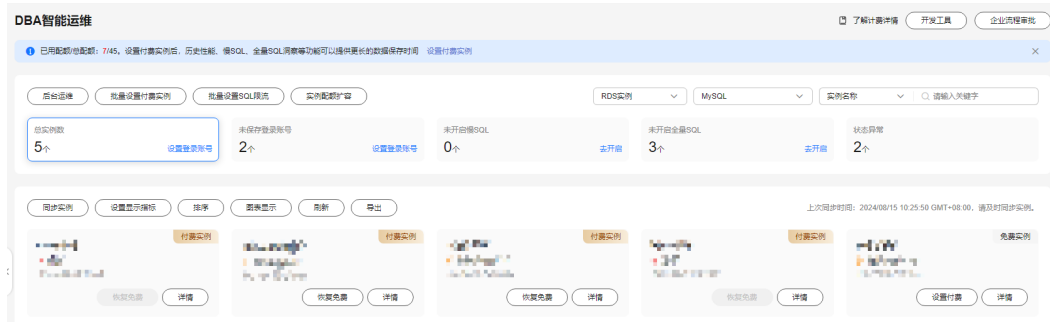 DBA智能运维
了解计费详情 开发工具 企业流程审批
已用配额/总配额：7/45。设置付费实例后，历史性能、慢SQL、全量SQL洞察等功能可以提供更长的数据保存时间 设置付费实例
后台运维 批量设置付费实例 批量设置SQL限流 实例配额扩容 RDS实例 MySQL 实例名称 请输入关键字
总实例数 未保存登录账号 未开启慢SQL 未开启全量SQL 状态异常
5个 设置登录账号 2个 设置登录账号 0个 去开启 3个 去开启 2个
同步实例 设置显示指标 排序 图表显示 刷新 导出 上次同步时间：2024/08/15 10:25:50 GMT+08:00，请及时同步实例。
付费实例 付费实例 付费实例 付费实例 免费实例
恢复免费 详情 恢复免费 详情 恢复免费 详情 恢复免费 详情 设置付费 详情